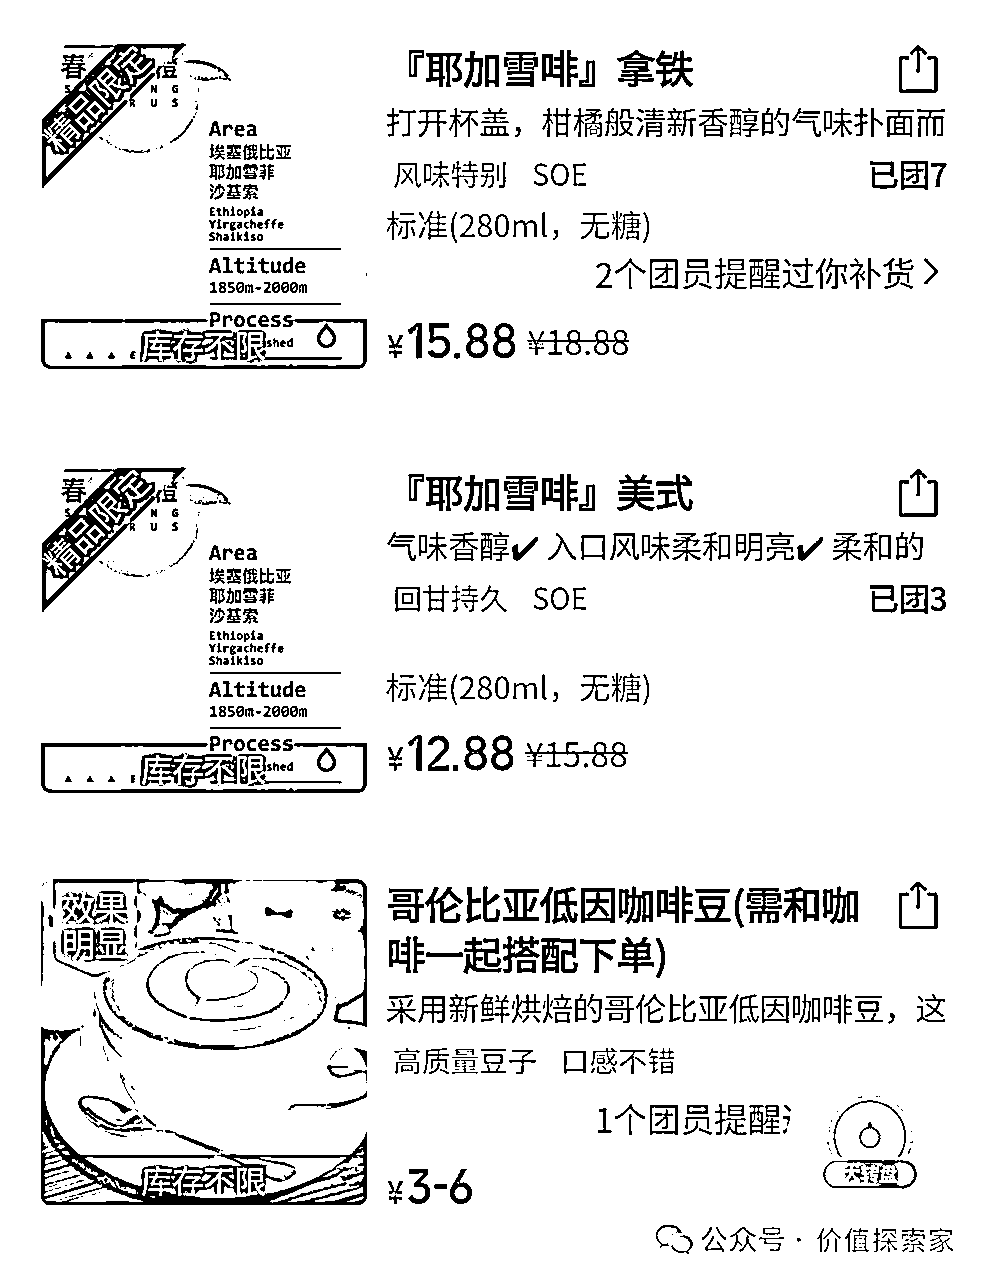 春 橙
精品限定
N G
R U S
Area
埃塞俄比亚
耶加雪菲
沙基索
Ethiopia
Yirgacheffe
Shaikiso
Altitude
1850m-2000m
Process
shed
库存不限
『耶加雪啡』拿铁
打开杯盖，柑橘般清新香醇的气味扑面而
风味特别 SOE
已团7
标准(280ml，无糖)
2个团员提醒过你补货
¥15.88 ¥18.88
春 橙
精品限定
N G
R U S
Area
埃塞俄比亚
耶加雪菲
沙基索
Ethiopia
Yirgacheffe
Shaikiso
Altitude
1850m-2000m
Process
shed
库存不限
『耶加雪啡』美式
气味香醇✔ 入口风味柔和明亮✔ 柔和的
回甘持久 SOE
已团3
标准(280ml，无糖)
¥12.88 ¥15.88
效果
明显
库存不限
哥伦比亚低因咖啡豆(需和咖
啡一起搭配下单)
采用新鲜烘焙的哥伦比亚低因咖啡豆，这
高质量豆子 口感不错
1个团员提醒
¥3-6
大转盘
公众号 · 价值探索家